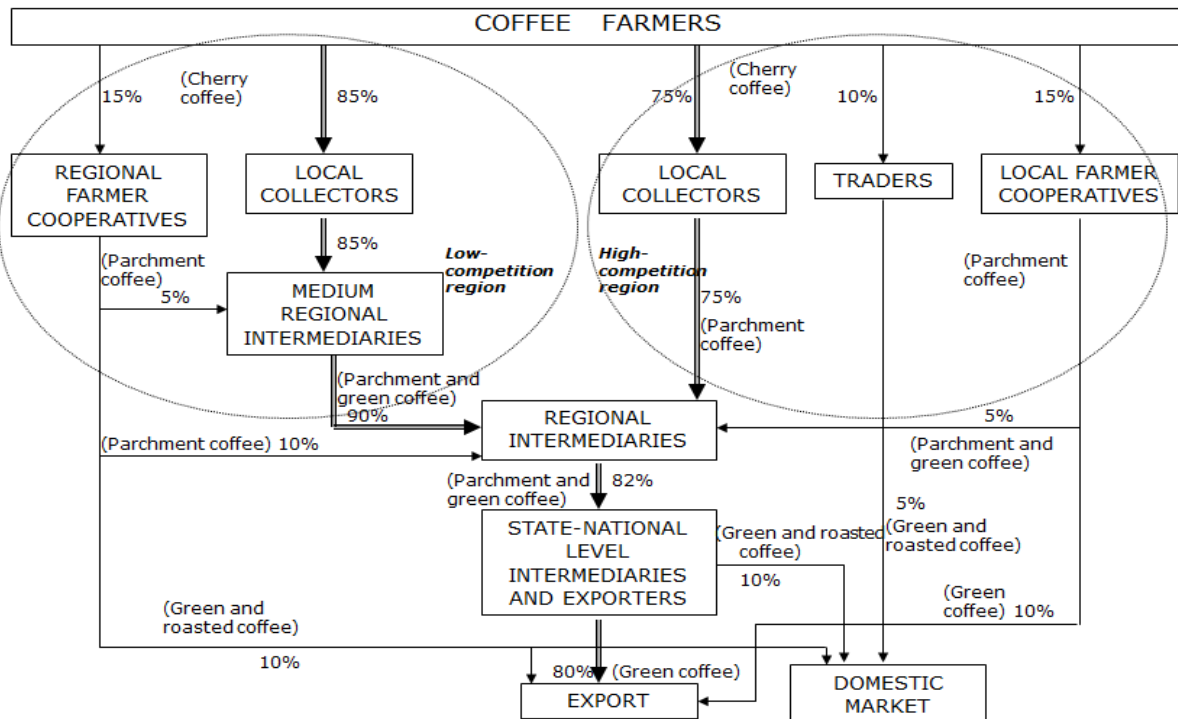 COFFEE FARMERS
(Cherry
coffee)
15%
85%
(Cherry
coffee)
75%
10%
15%
REGIONAL
FARMER
COOPERATIVES
LOCAL
COLLECTORS
LOCAL
COLLECTORS
TRADERS
LOCAL FARMER
COOPERATIVES
85%
(Parchment
coffee)
5%
Low-
competition
region
High-
competition
region
(Parchment
coffee)
MEDIUM
REGIONAL
INTERMEDIARIES
75%
(Parchment
coffee)
(Parchment and
green coffee)
90%
REGIONAL
INTERMEDIARIES
5%
(Parchment and
green coffee)
(Parchment coffee) 10%
(Parchment and
green coffee)
82%
STATE-NATIONAL
LEVEL
INTERMEDIARIES
AND EXPORTERS
5%
(Green and
roasted coffee)
(Green and roasted
coffee)
10%
(Green and
roasted coffee)
10%
(Green
coffee) 10%
80%
(Green coffee)
EXPORT
DOMESTIC
MARKET